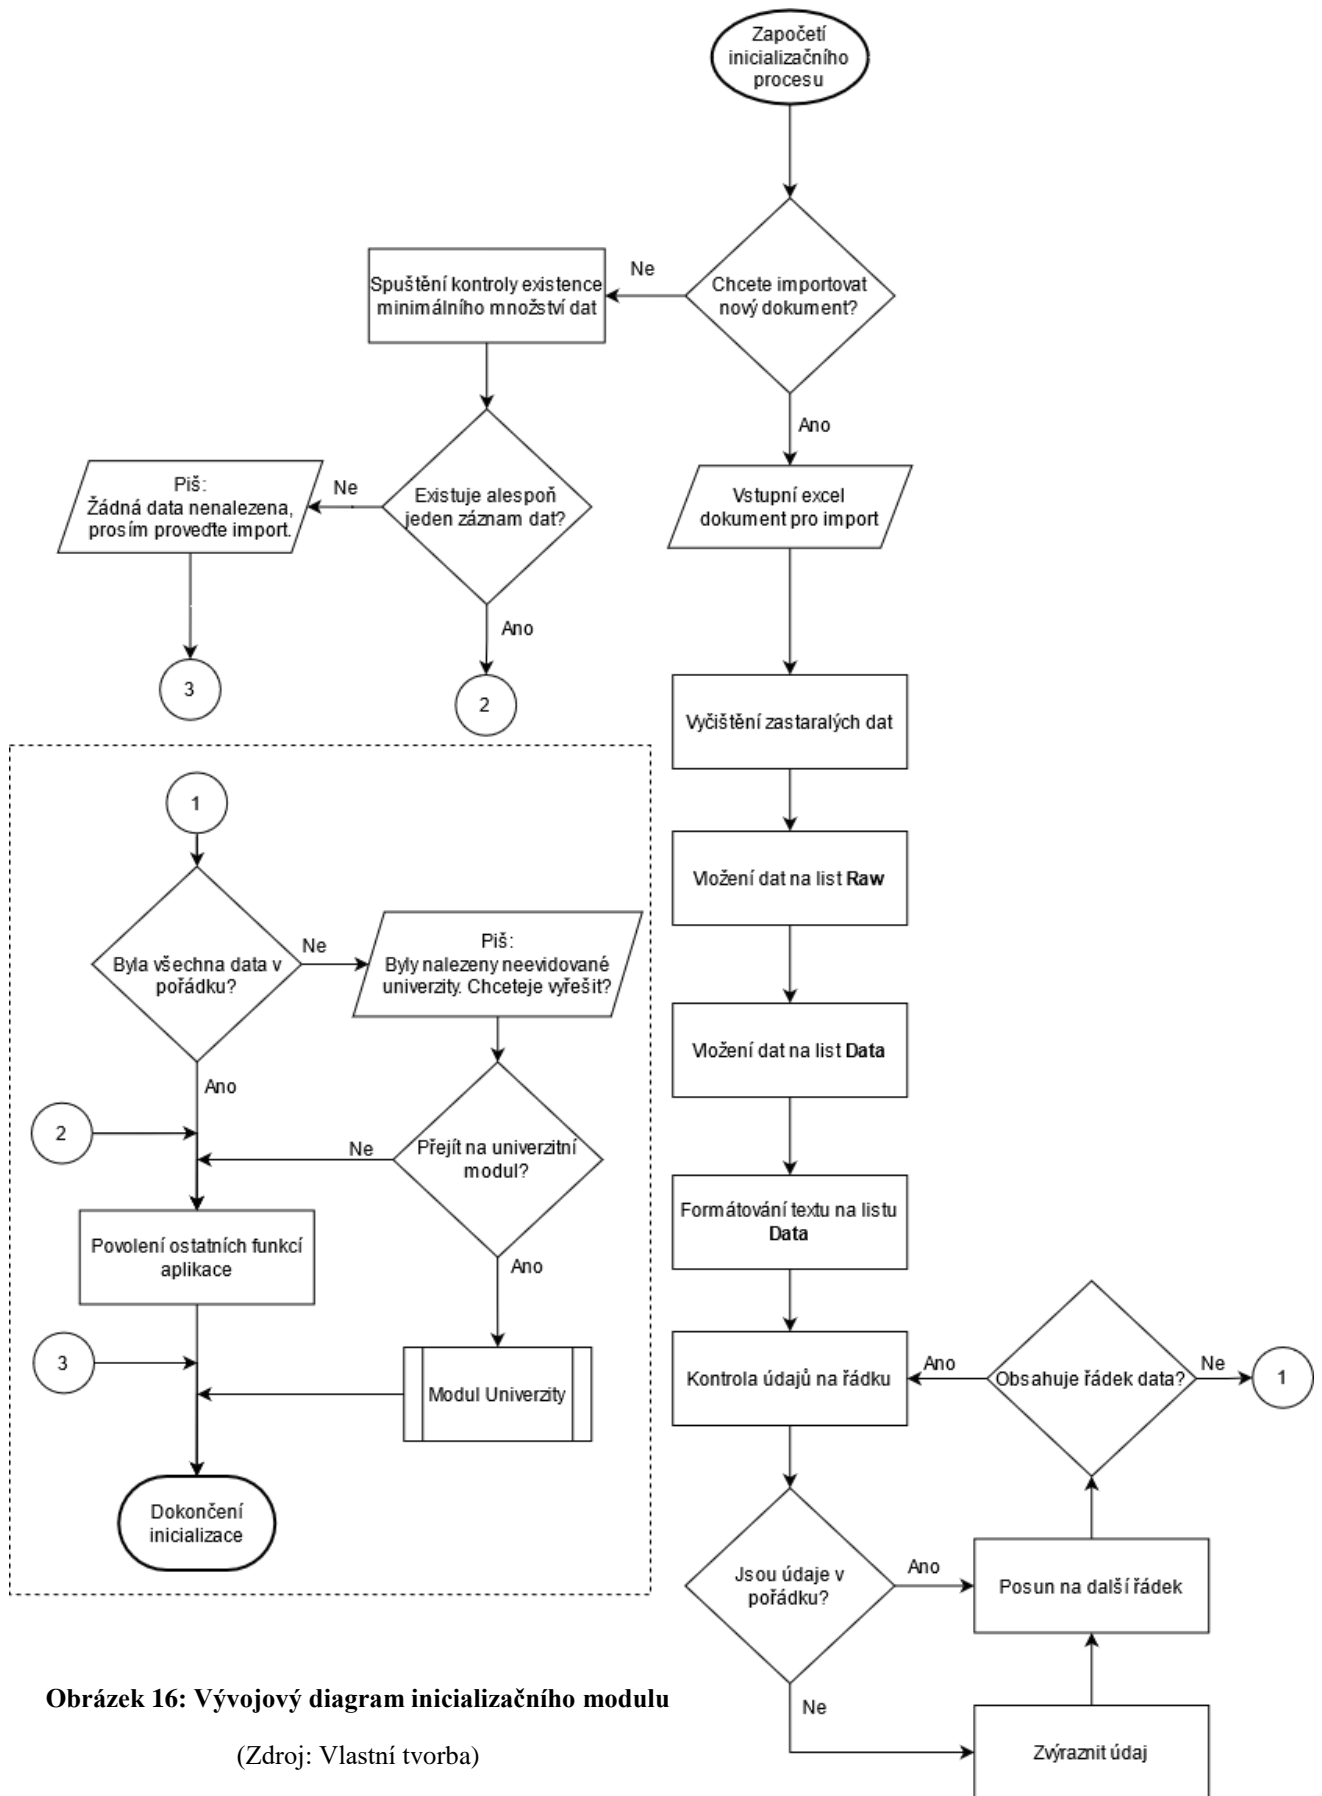 Započetí
inicializačního
procesu
Chcete importovat
nový dokument?
Ne
Spuštění kontroly existence
minimálního množství dat
Ano
Existuje alespoň
jeden záznam dat?
Ne
Piš:
Žádná data nenalezena,
prosím proveďte import.
Vstupní excel
dokument pro import
Ano
3
2
Vyčištění zastaralých dat
1
Vložení dat na list Raw
Byla všechna data v
pořádku?
Ne
Piš:
Byly nalezeny neevidované
univerzity. Chceteje vyřešit?
Vložení dat na list Data
Ano
2
Ne
Přejít na univerzitní
modul?
Formátování textu na listu
Data
Povolení ostatních funkcí
aplikace
Ano
3
Modul Univerzity
Kontrola údajů na řádku
Ano
Obsahuje řádek data?
Ne
1
Dokončení
inicializace
Jsou údaje v
pořádku?
Ano
Posun na další řádek
Ne
Zvýraznit údaj
Obrázek 16: Vývojový diagram inicializačního modulu
(Zdroj: Vlastní tvorba)